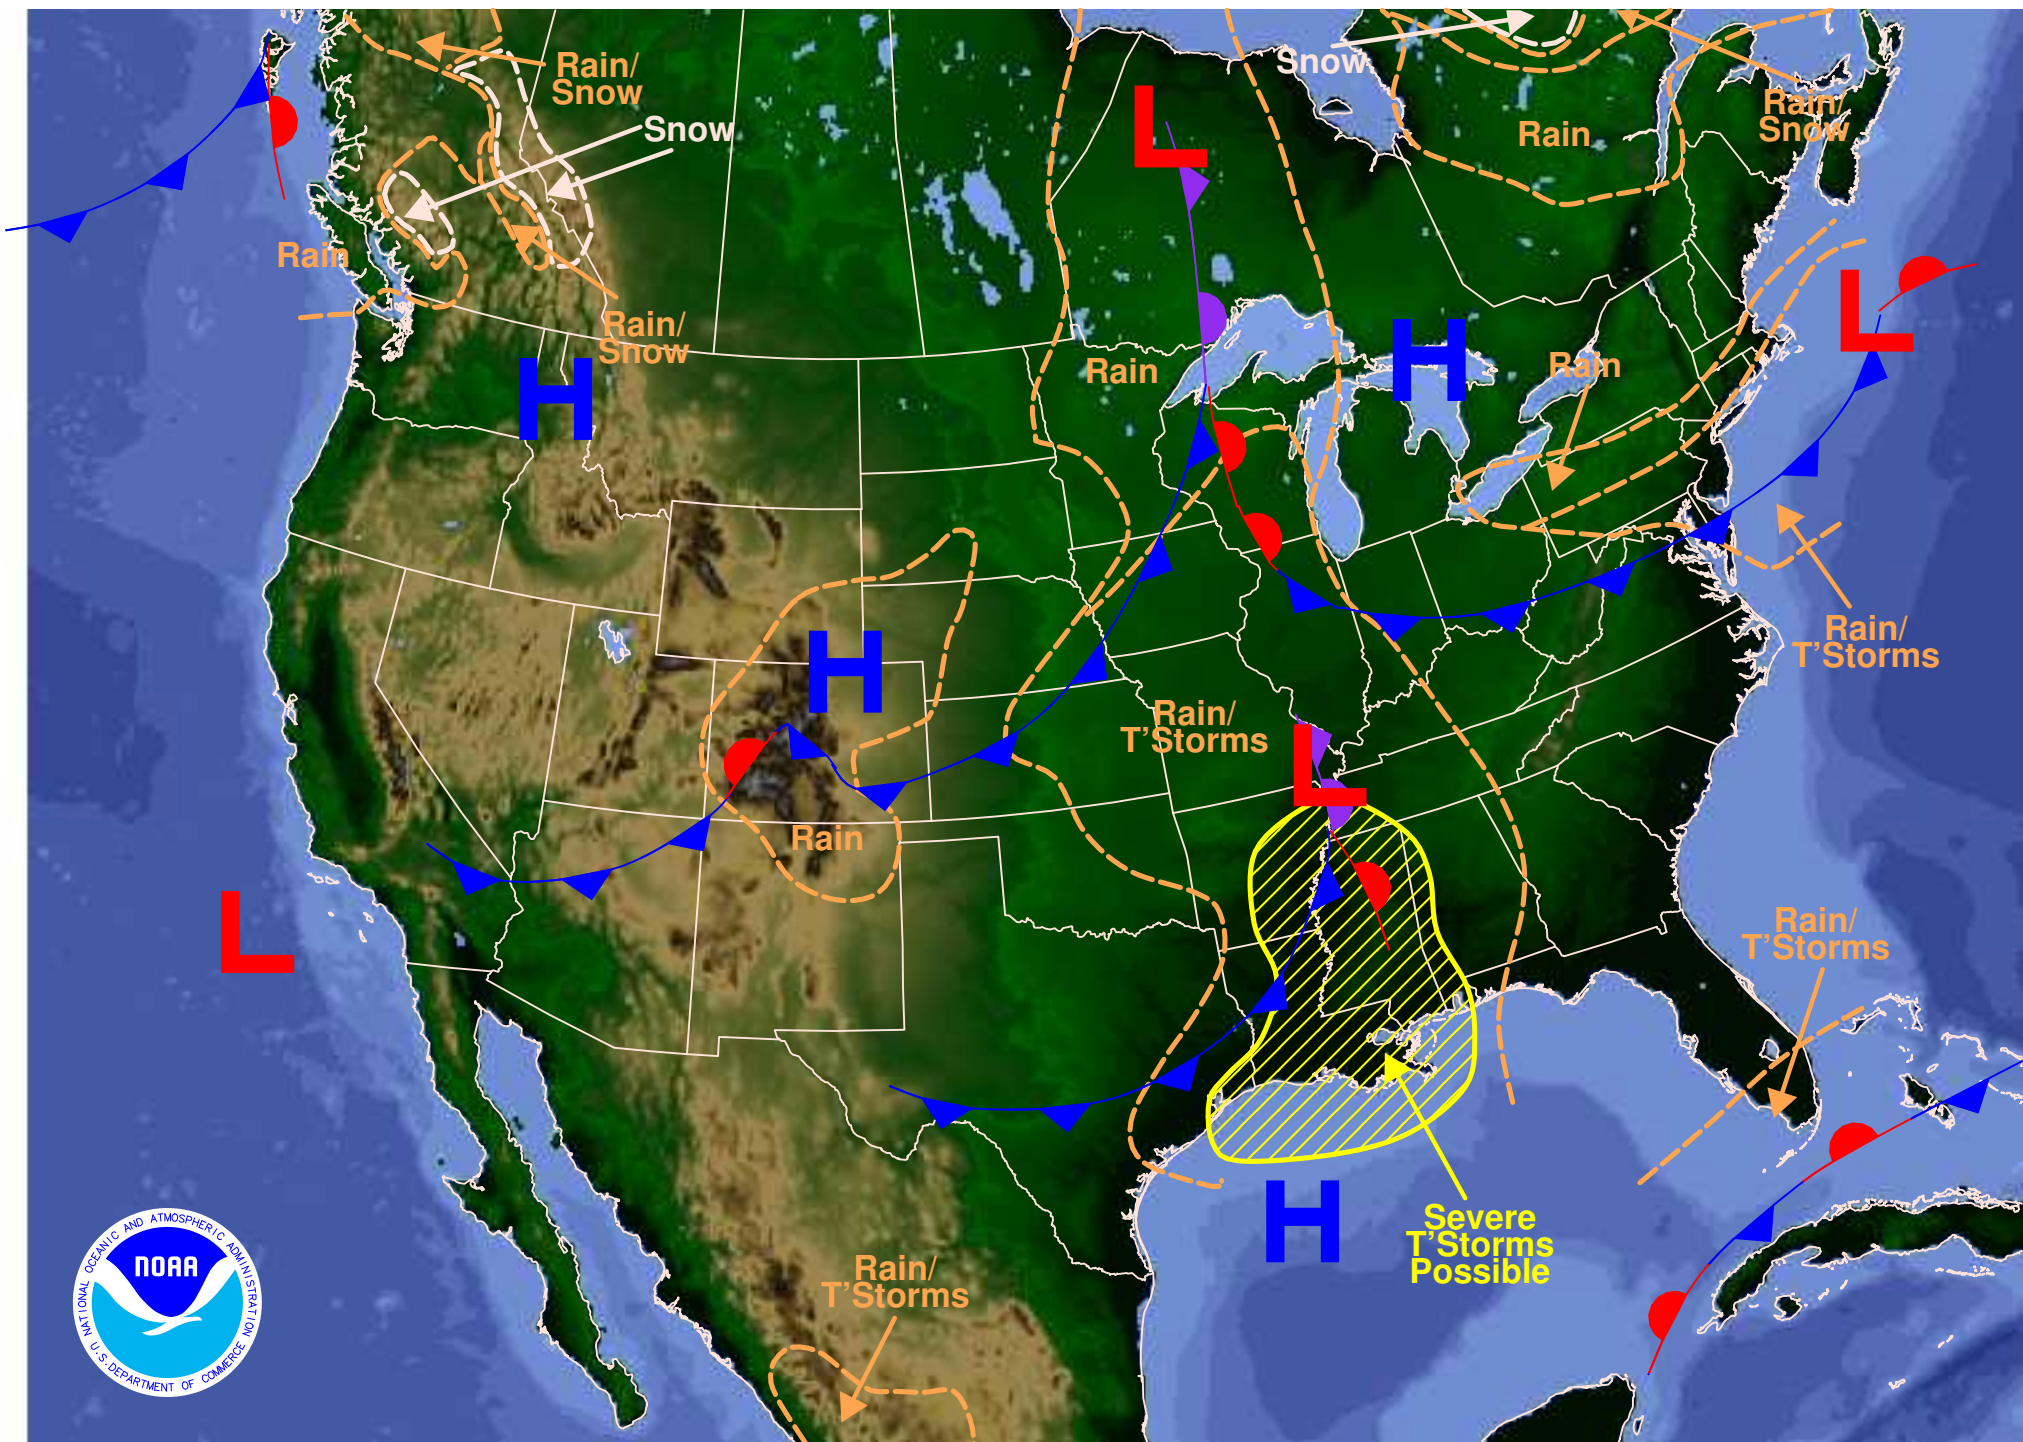 Rain/
Snow
Snow
Snow
Rain
Rain/
Snow
Rain
Rain/
Snow
H
L
Rain
H
Rain
L
Rain/
T'Storms
H
Rain/
T'Storms
L
Rain
L
Rain/
T'Storms
H
Severe
T'Storms
Possible
Rain/
T'Storms
NATIONAL OCEANIC AND ATMOSPHERIC ADMINISTRATION
NOAA
U.S. DEPARTMENT OF COMMERCE